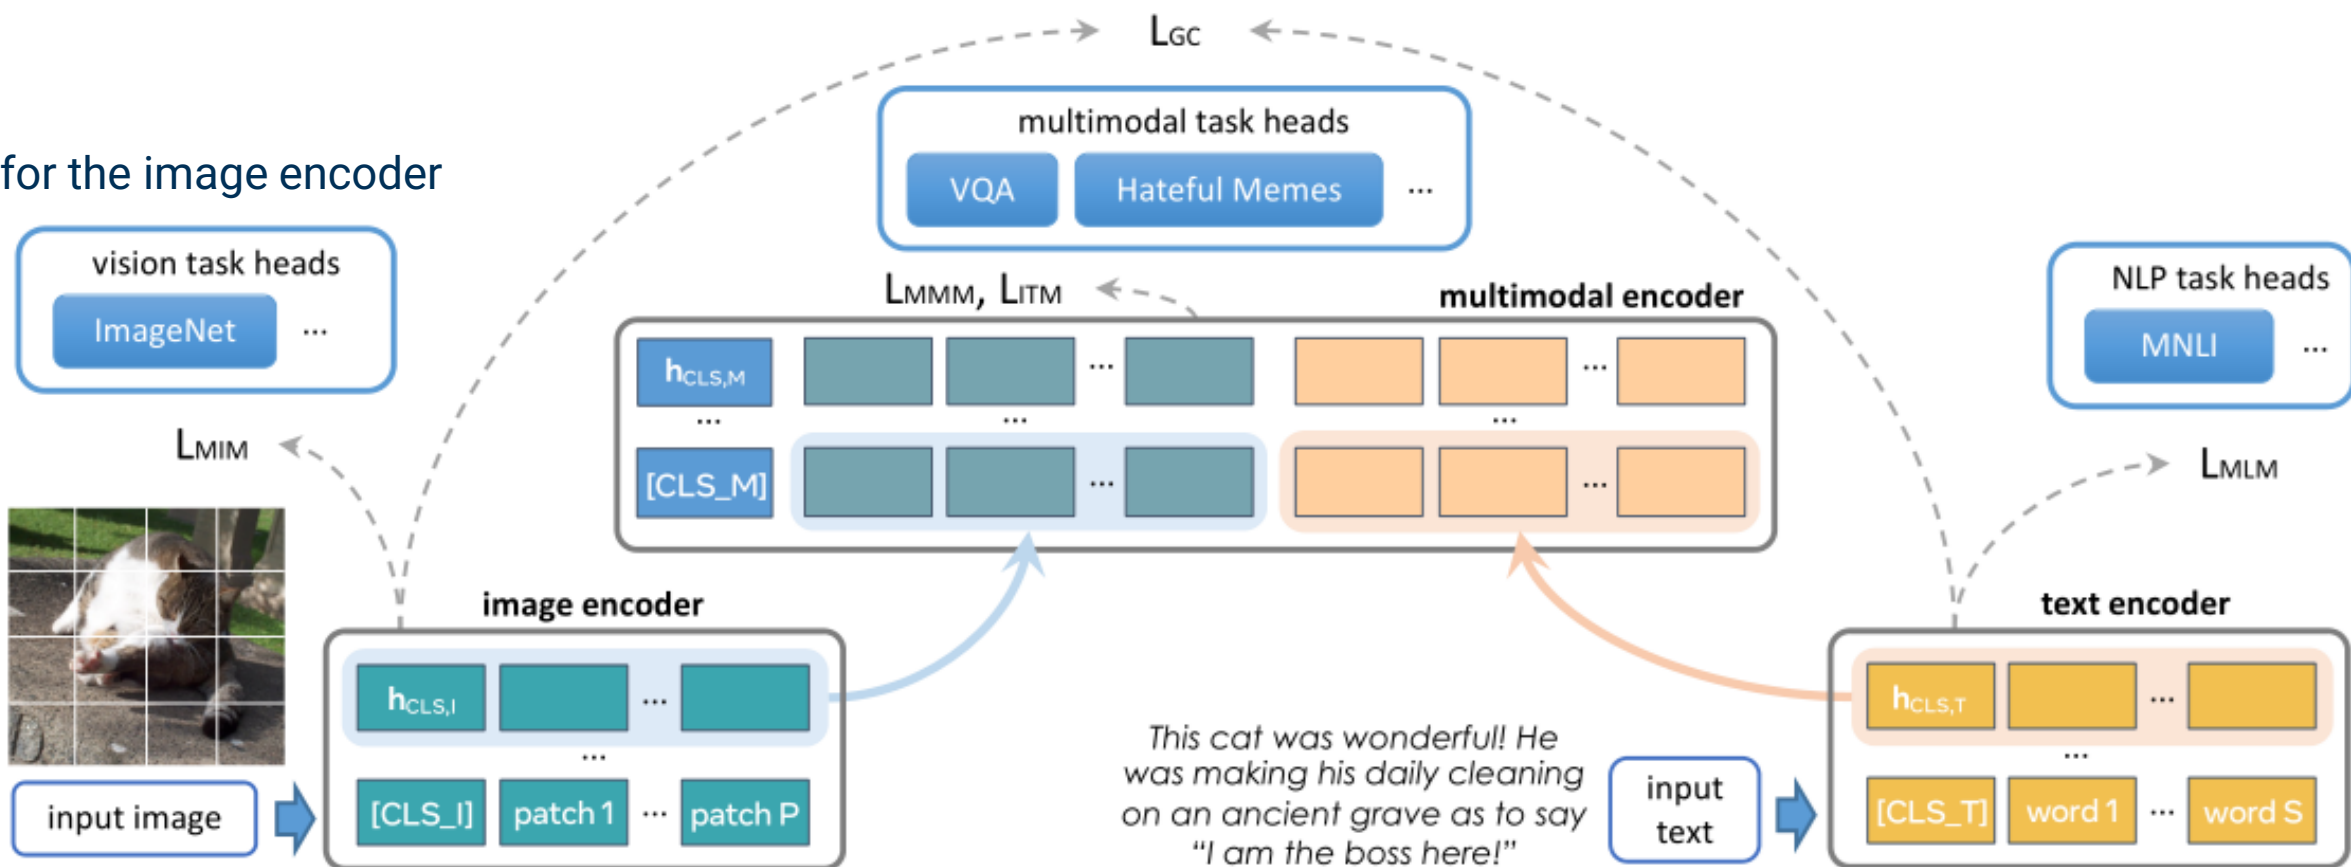 LGC
multimodal task heads
VQA
Hateful Memes
...
for the image encoder
vision task heads
ImageNet
...
LMMM, LITM
multimodal encoder
NLP task heads
MNLI
...
hCLS,M
...
...
...
...
...
[CLS_M]
...
...
LMIM
LMLM
image encoder
hCLS,I
...
...
[CLS_I]
patch 1
...
patch P
input image
This cat was wonderful! He
was making his daily cleaning
on an ancient grave as to say
“I am the boss here!”
input
text
text encoder
hCLS,T
...
...
[CLS_T]
word 1
...
word S